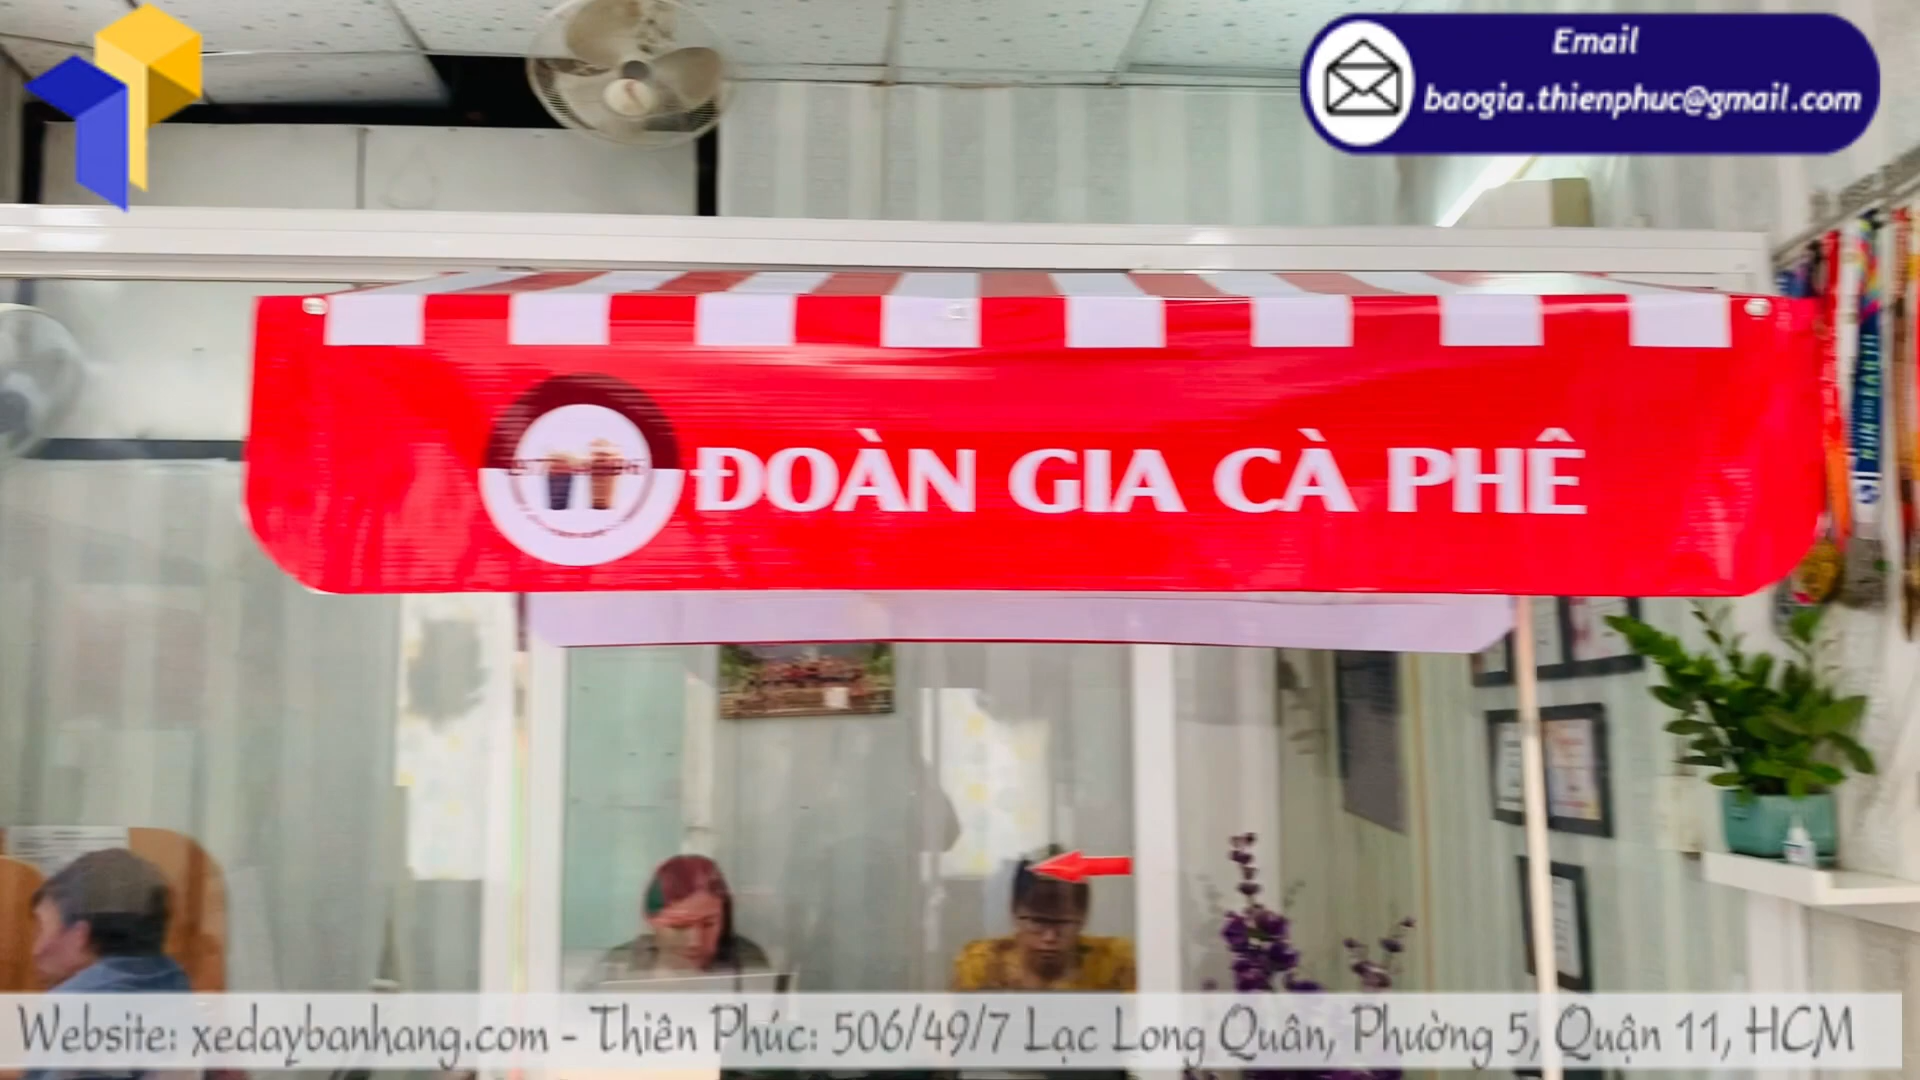 Email
baogia.thienphuc@gmail.com
ĐOÀN GIA CÀ PHÊ
Website: xedaybanhang.com - Thiên Phúc: 506/49/7 Lạc Long Quân, Phường 5, Quận 11, HCM